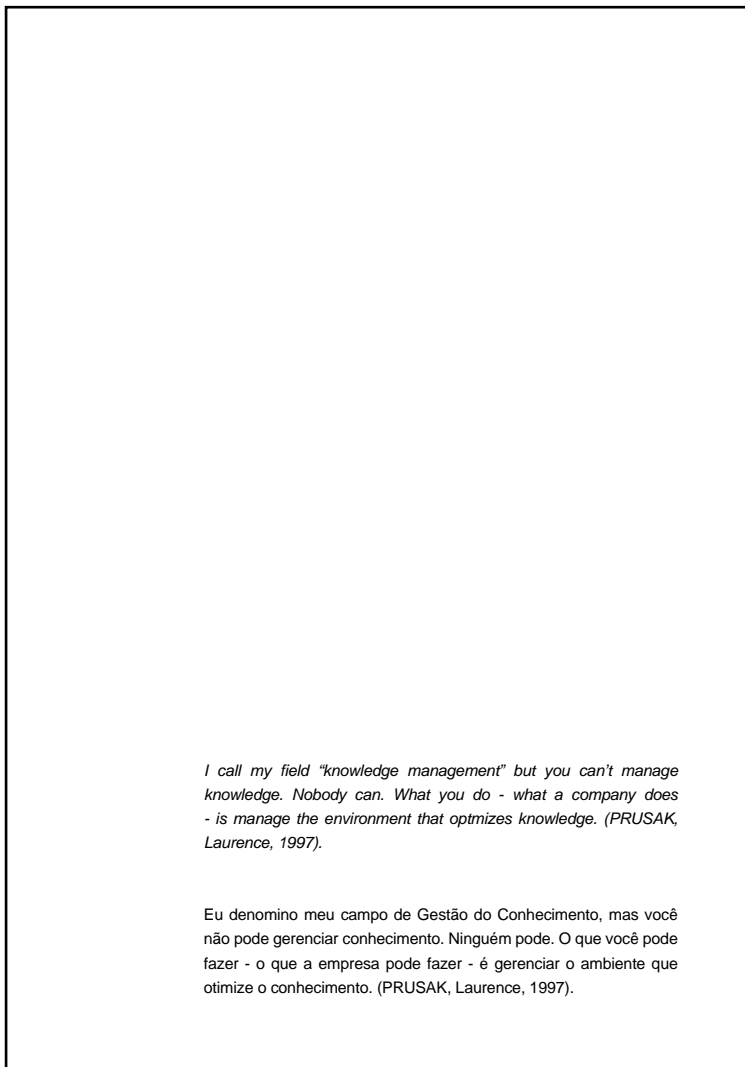 I call my field “knowledge management” but you can’t manage
knowledge. Nobody can. What you do - what a company does
- is manage the environment that optmizes knowledge. (PRUSAK,
Laurence, 1997).
Eu denomino meu campo de Gestão do Conhecimento, mas você
não pode gerenciar conhecimento. Ninguém pode. O que você pode
fazer - o que a empresa pode fazer - é gerenciar o ambiente que
otimize o conhecimento. (PRUSAK, Laurence, 1997).